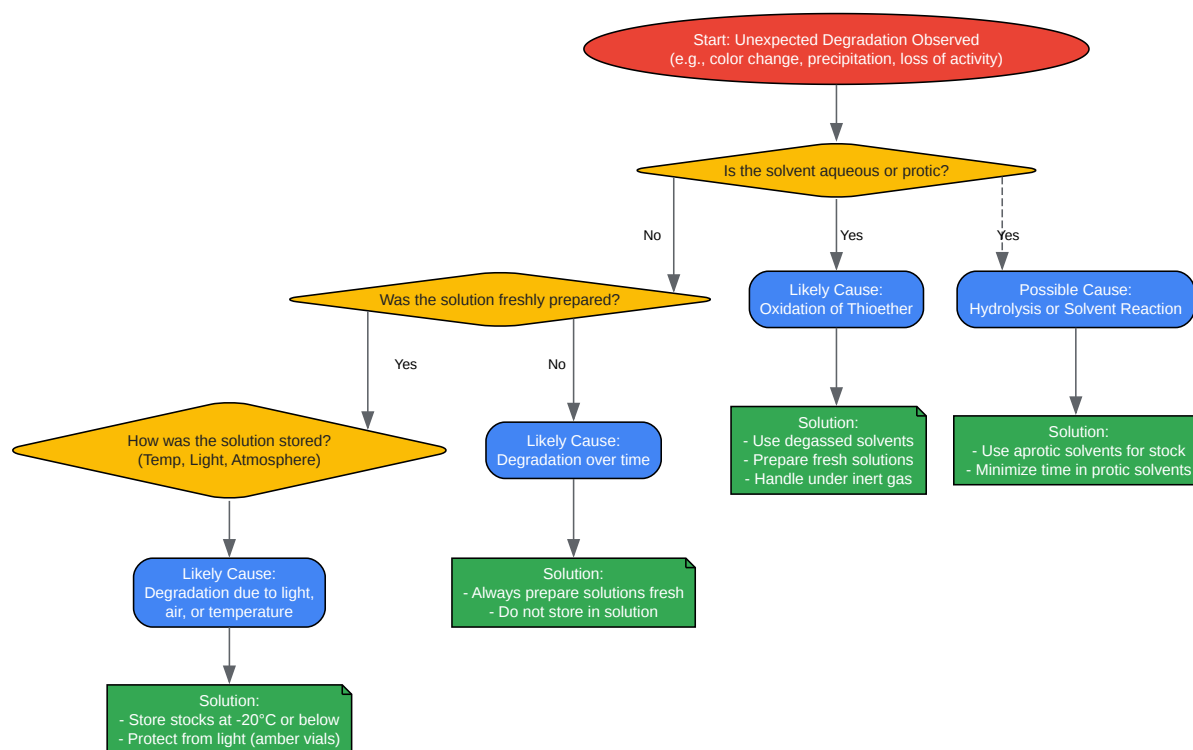 Start: Unexpected Degradation Observed
(e.g., color change, precipitation, loss of activity)
Is the solvent aqueous or protic?
No
Yes
Yes
Was the solution freshly prepared?
Likely Cause:
Oxidation of Thioether
Possible Cause:
Hydrolysis or Solvent Reaction
Yes
No
How was the solution stored?
(Temp, Light, Atmosphere)
Likely Cause:
Degradation over time
Solution:
- Use degassed solvents
- Prepare fresh solutions
- Handle under inert gas
Solution:
- Use aprotic solvents for stock
- Minimize time in protic solvents
Likely Cause:
Degradation due to light,
air, or temperature
Solution:
- Always prepare solutions fresh
- Do not store in solution
Solution:
- Store stocks at -20°C or below
- Protect from light (amber vials)